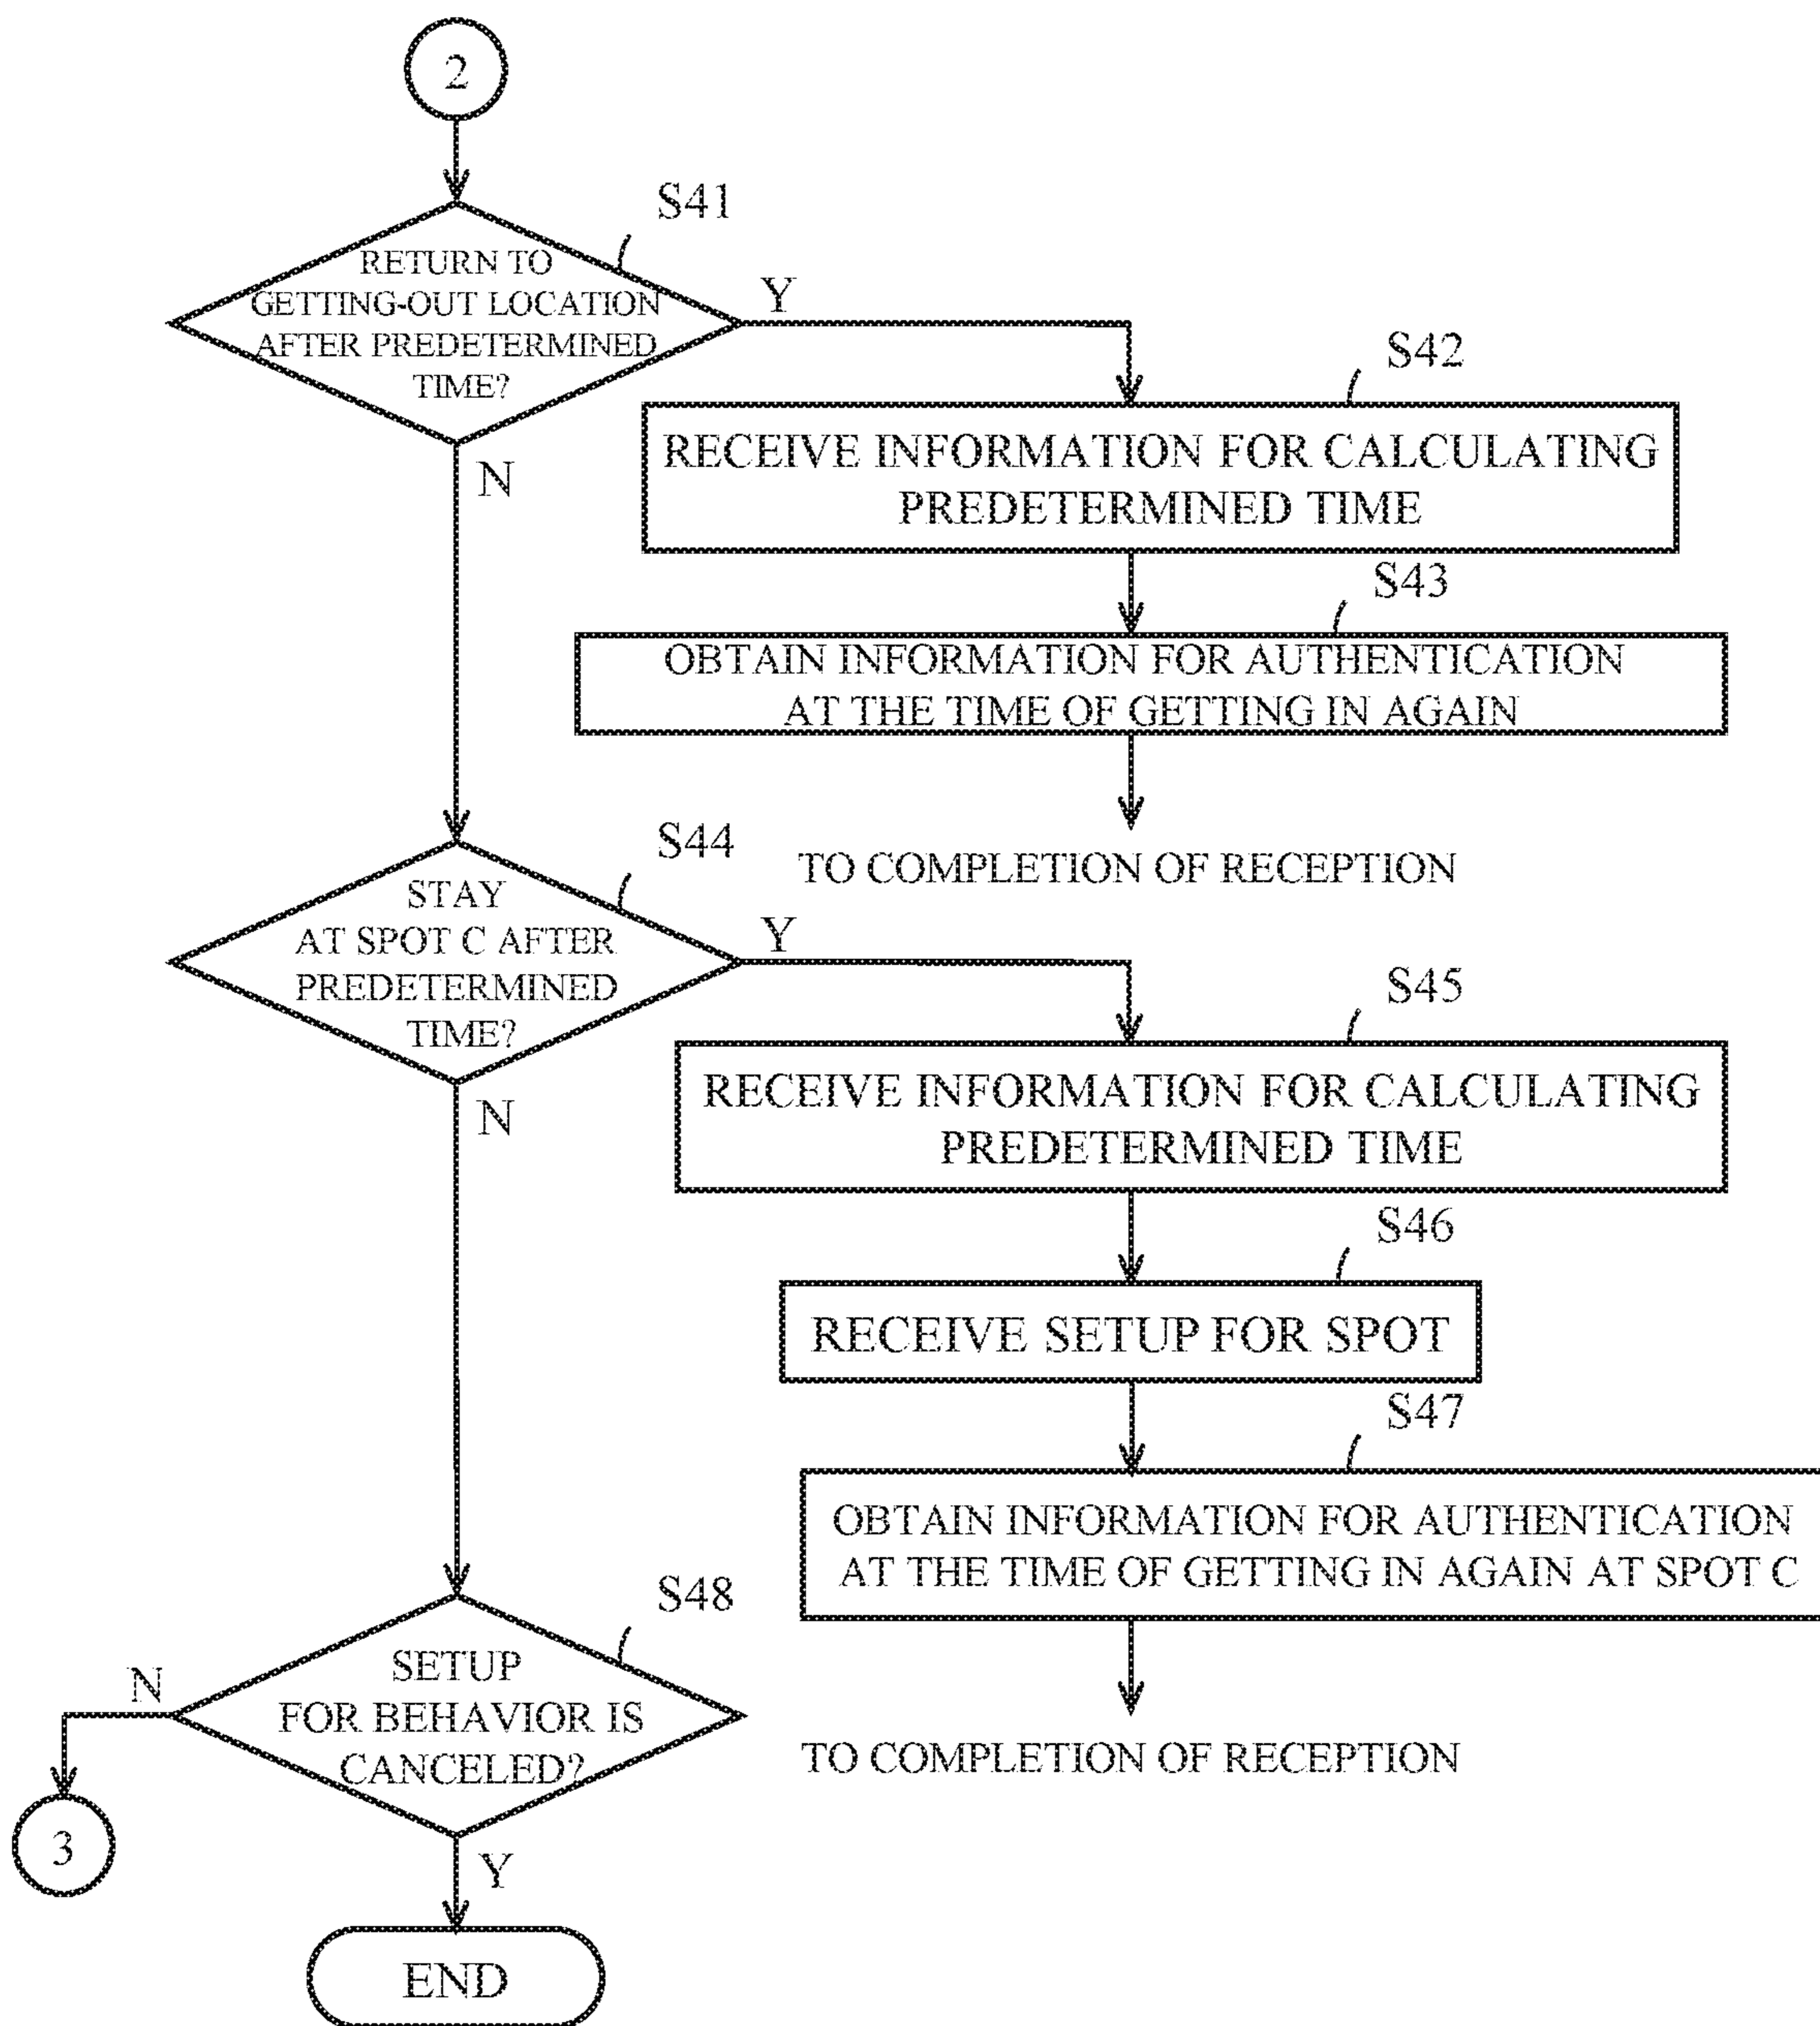 2
S41
RETURN TO
GETTING-OUT LOCATION
AFTER PREDETERMINED
TIME?
Y
N
S42
RECEIVE INFORMATION FOR CALCULATING
PREDETERMINED TIME
S43
OBTAIN INFORMATION FOR AUTHENTICATION
AT THE TIME OF GETTING IN AGAIN
TO COMPLETION OF RECEPTION
S44
STAY
AT SPOT C AFTER
PREDETERMINED
TIME?
Y
N
S45
RECEIVE INFORMATION FOR CALCULATING
PREDETERMINED TIME
S46
RECEIVE SETUP FOR SPOT
S47
OBTAIN INFORMATION FOR AUTHENTICATION
AT THE TIME OF GETTING IN AGAIN AT SPOT C
TO COMPLETION OF RECEPTION
S48
SETUP
FOR BEHAVIOR IS
CANCELED?
N
3
Y
END